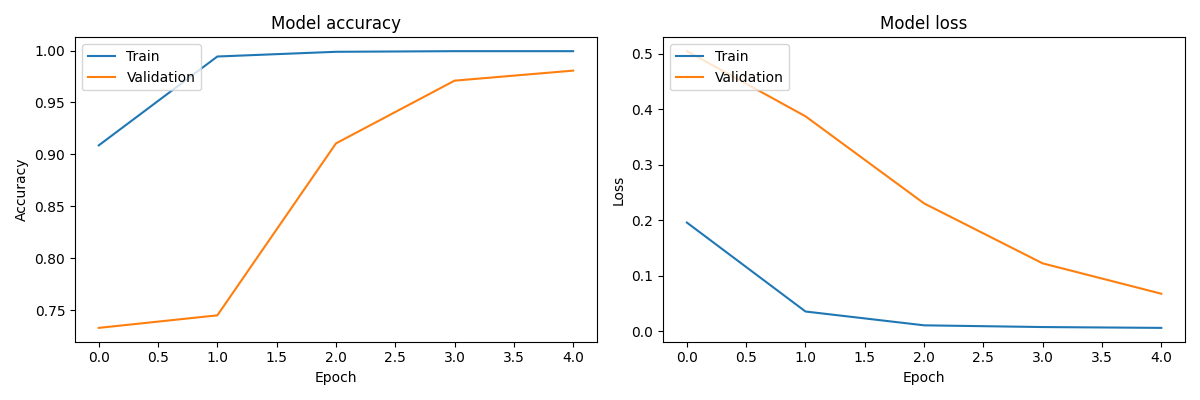 Model accuracy
Train
Validation
1.00
0.95
0.90
0.85
0.80
0.75
Accuracy
0.0 0.5 1.0 1.5 2.0 2.5 3.0 3.5 4.0
Epoch
Model loss
Train
Validation
0.5
0.4
0.3
0.2
0.1
0.0
Loss
0.0 0.5 1.0 1.5 2.0 2.5 3.0 3.5 4.0
Epoch